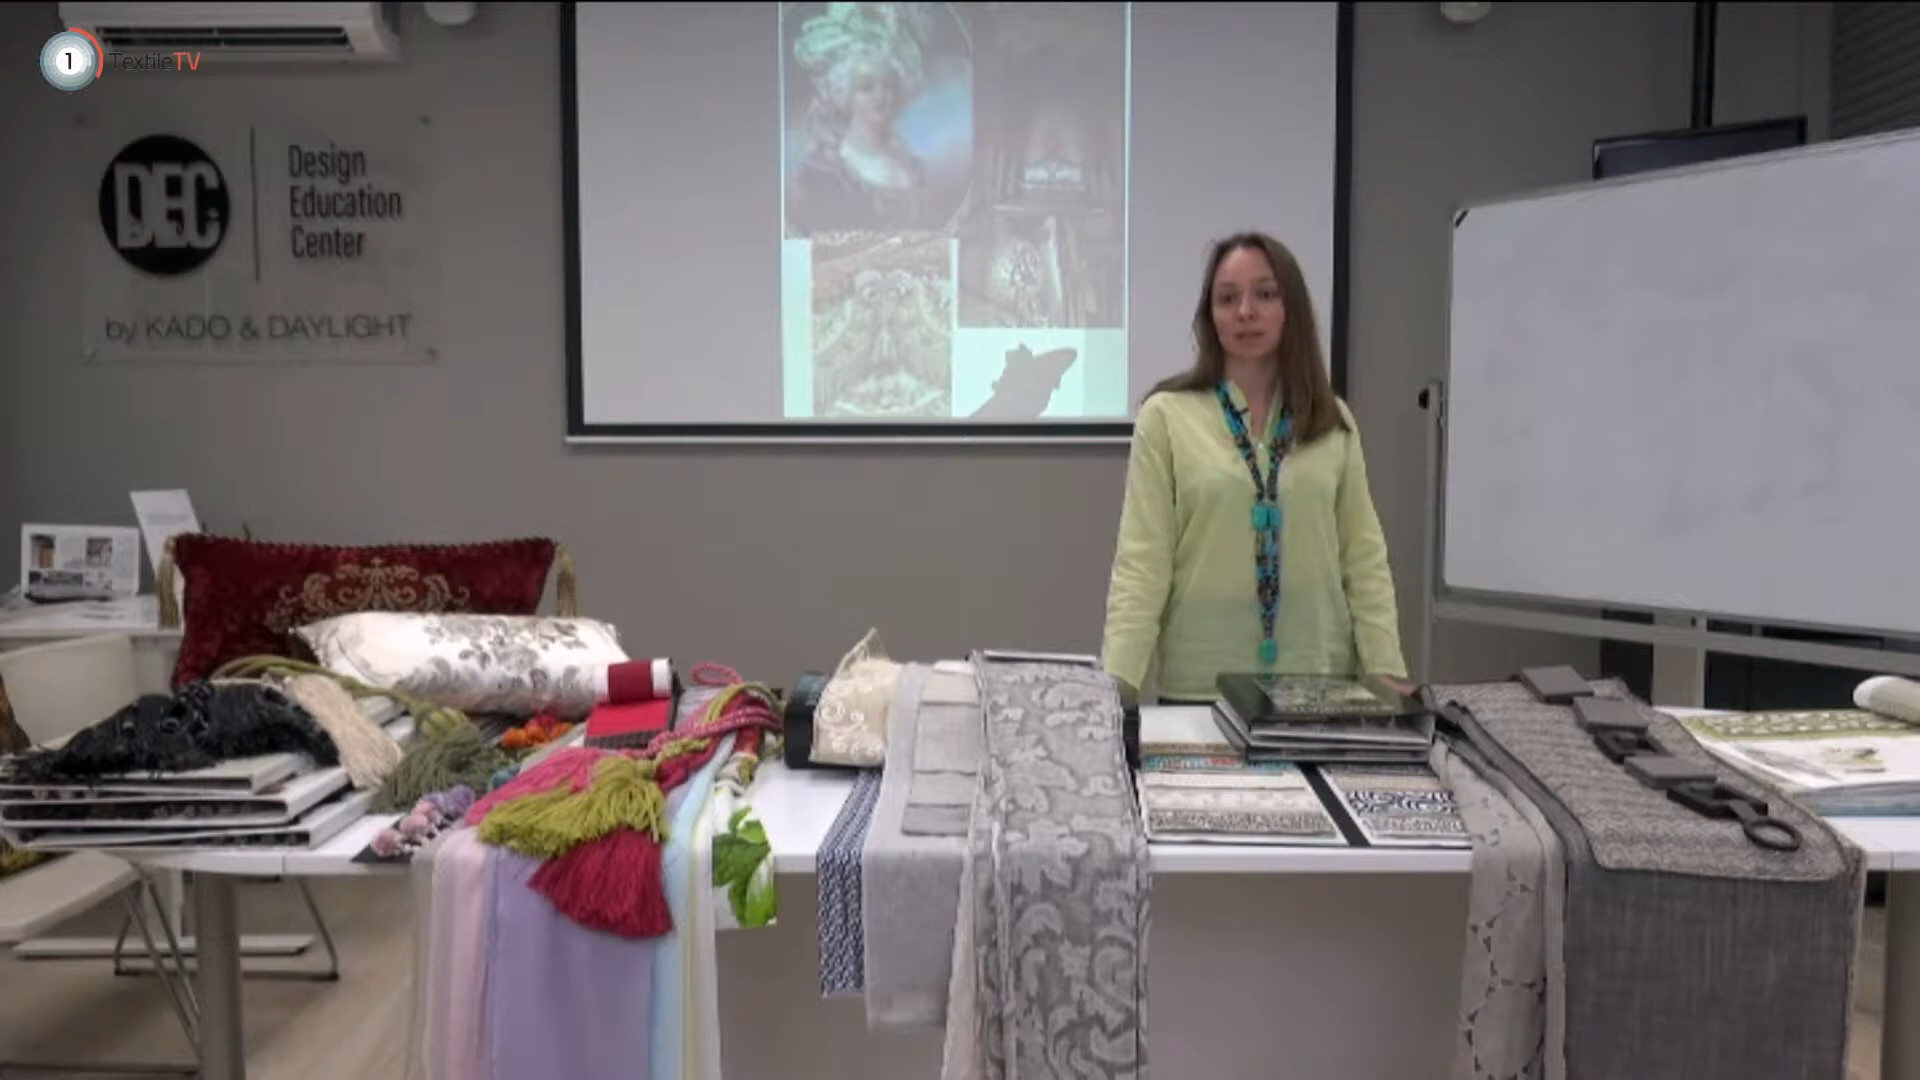 1 TextileTV
DEC
Design
Education
Center
by KADO & DAYLIGHT